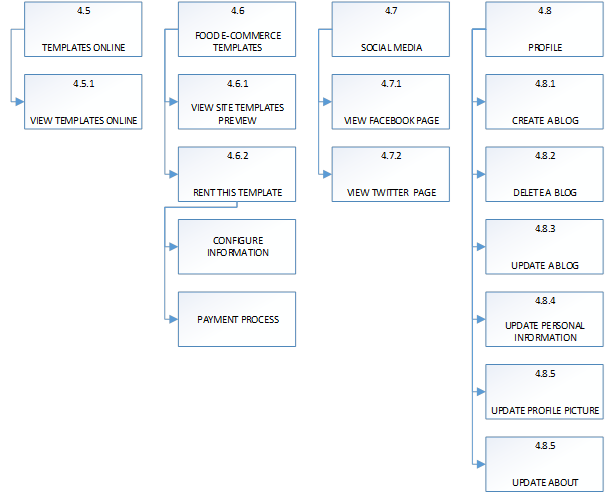 4.5
TEMPLATES ONLINE
4.5.1
VIEW TEMPLATES ONLINE
4.6
FOOD E-COMMERCE
TEMPLATES
4.6.1
VIEW SITE TEMPLATES
PREVIEW
4.6.2
RENT THIS TEMPLATE
CONFIGURE
INFORMATION
PAYMENT PROCESS
4.7
SOCIAL MEDIA
4.7.1
VIEW FACEBOOK PAGE
4.7.2
VIEW TWITTER PAGE
4.8
PROFILE
4.8.1
CREATE A BLOG
4.8.2
DELETE A BLOG
4.8.3
UPDATE A BLOG
4.8.4
UPDATE PERSONAL
INFORMATION
4.8.5
UPDATE PROFILE PICTURE
4.8.5
UPDATE ABOUT